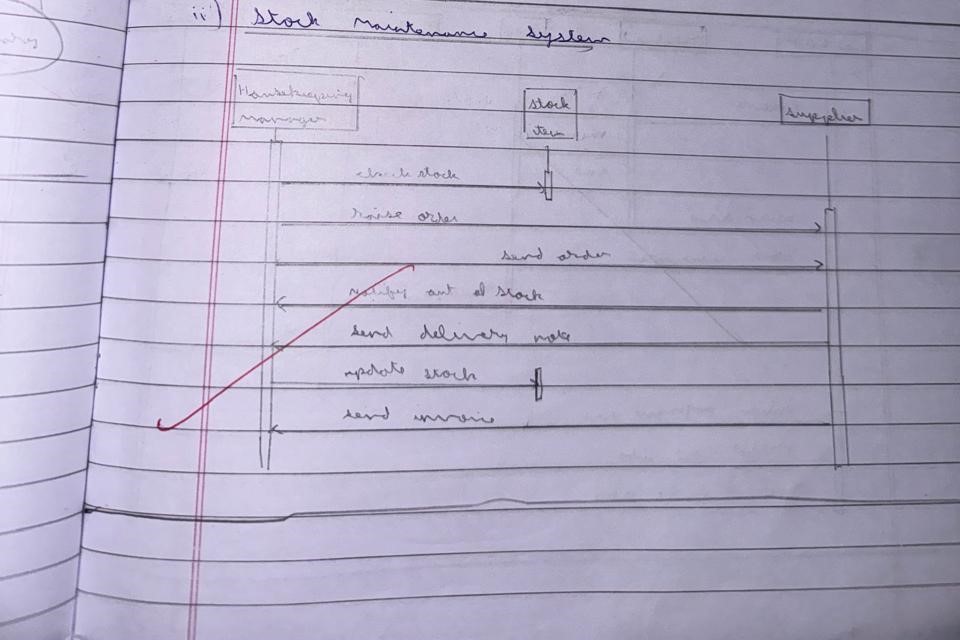 ii) Stock maintenance system
Housekeeping
manager
stock
item
supplier
check stock
Raise order
send order
notify out of stock
send delivery note
update stock
send invoice